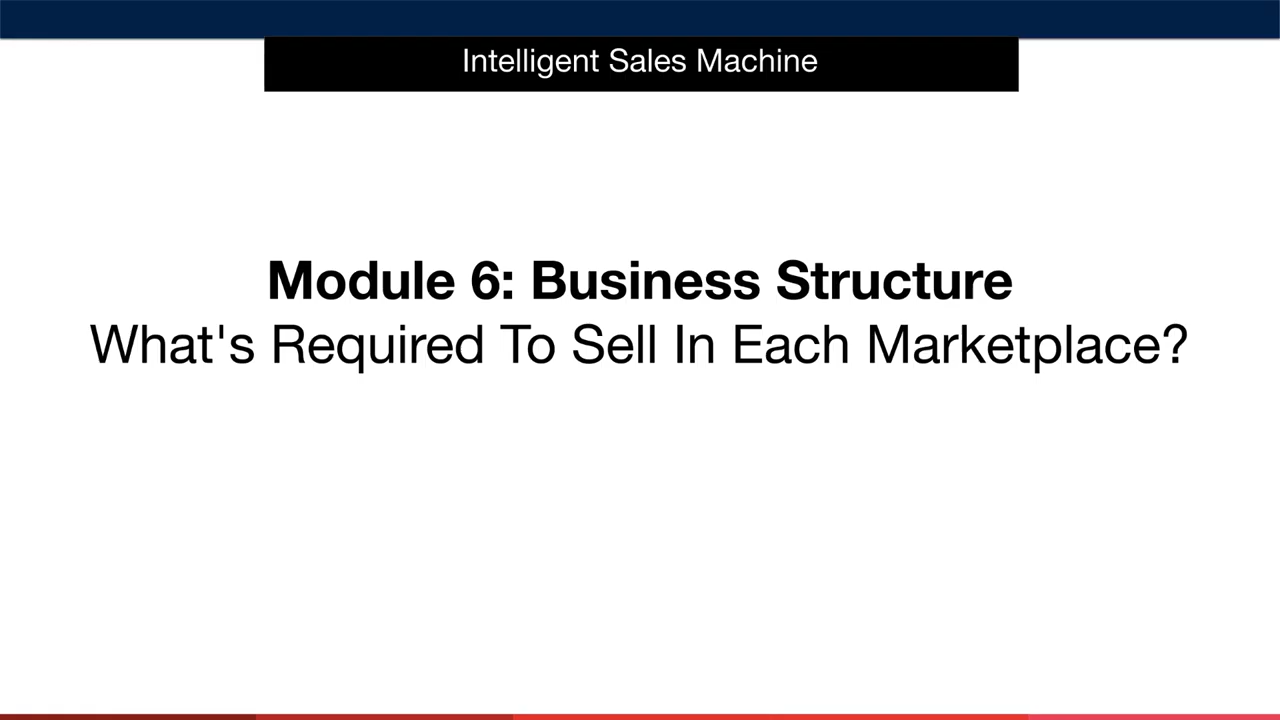 Intelligent Sales Machine
Module 6: Business Structure
What's Required To Sell In Each Marketplace?